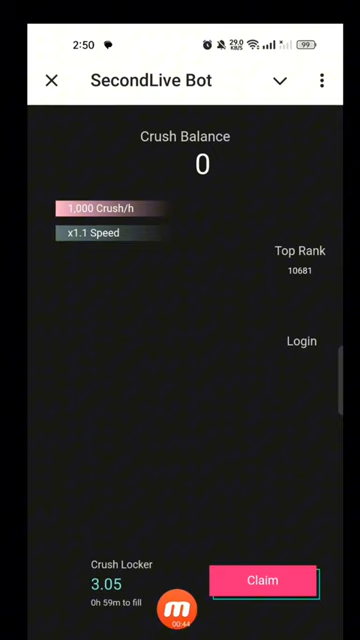 2:50
29.0
KB/S
99
SecondLive Bot
Crush Balance
0
1,000 Crush/h
x1.1 Speed
Top Rank
10681
Login
Crush Locker
3.05
0h 59m to fill
Claim
00:44